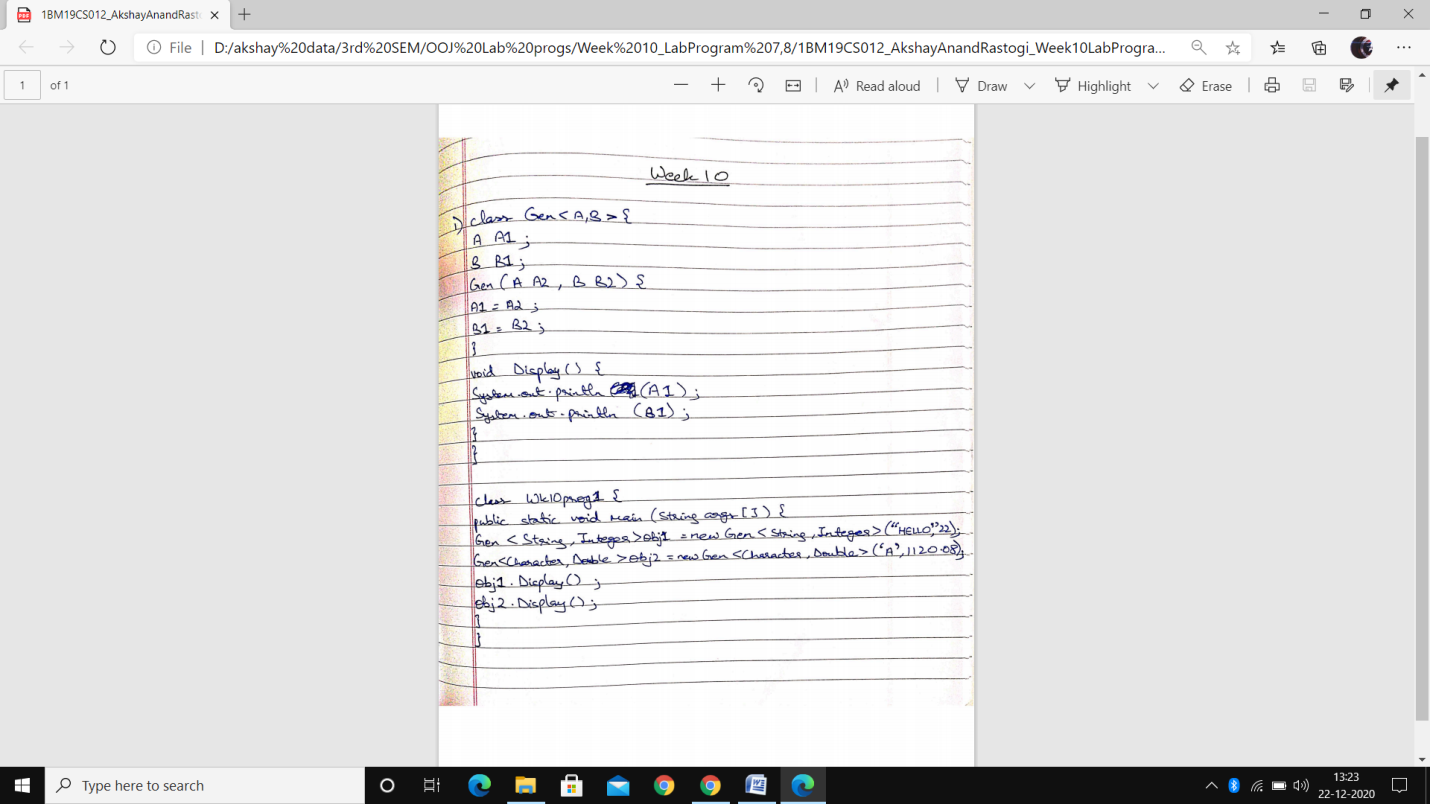 1BM19CS012_AkshayAnandRast
File
D:/akshay%20data/3rd%20SEM/OOJ%20Lab%20progs/Week%2010_LabProgram%207,8/1BM19CS012_AkshayAnandRastogi_Week10LabProgra...
1 of 1
Read aloud
Draw
Highlight
Erase
Week 10
1) class Gen < A,B > {
A A1 ;
B B1 ;
Gen ( A A2 , B B2 ) {
A1 = A2 ;
B1 = B2 ;
}
void Display () {
System.out.println (A1) ;
System.out.println (B1) ;
}
}
class Wk10prog1 {
public static void main (String args []) {
Gen < String, Integer > obj1 = new Gen < String, Integer > ("HELLO", 22);
Gen<Character, Double > obj2 = new Gen <Character, Double > ('A', 1120.08);
obj1. Display () ;
obj2. Display () ;
}
}
Type here to search
13:23
22-12-2020